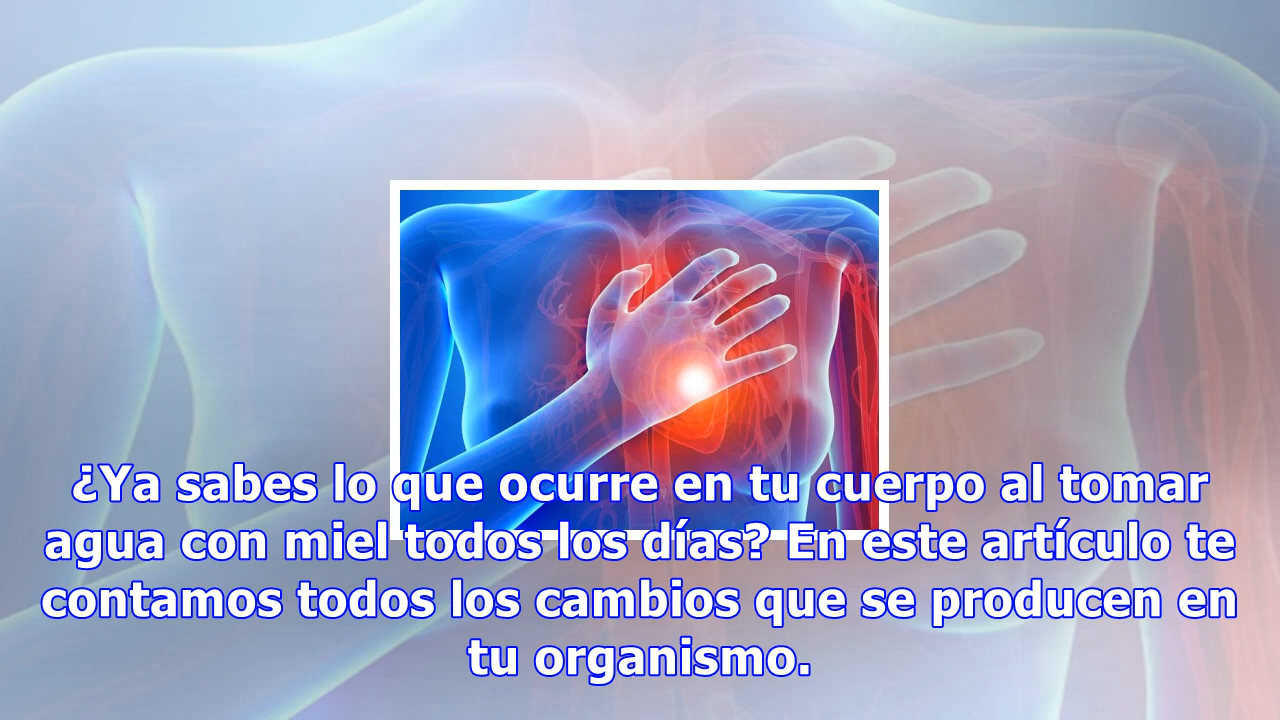 ¿Ya sabes lo que ocurre en tu cuerpo al tomar
agua con miel todos los días? En este artículo te
contamos todos los cambios que se producen en
tu organismo.